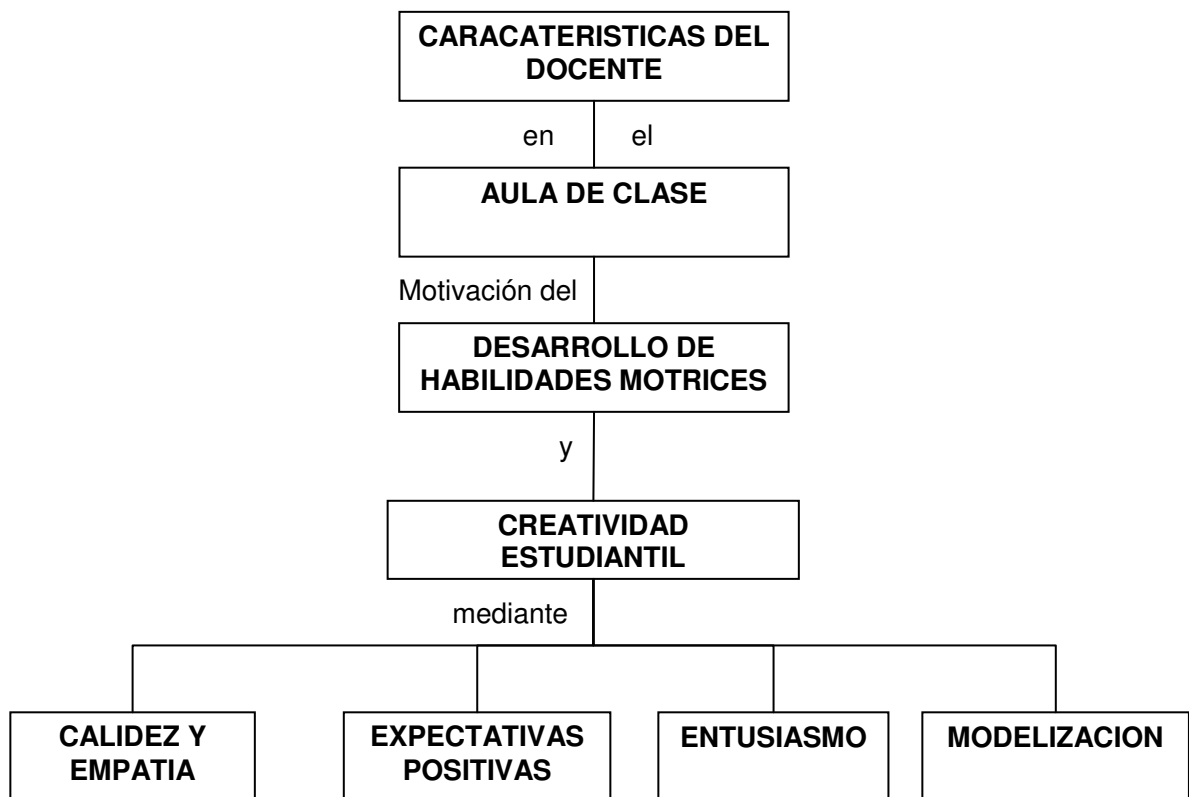 CARACATERISTICAS DEL
DOCENTE
en el
AULA DE CLASE
Motivación del
DESARROLLO DE
HABILIDADES MOTRICES
y
CREATIVIDAD
ESTUDIANTIL
mediante
CALIDEZ Y
EMPATIA
EXPECTATIVAS
POSITIVAS
ENTUSIASMO
MODELIZACION